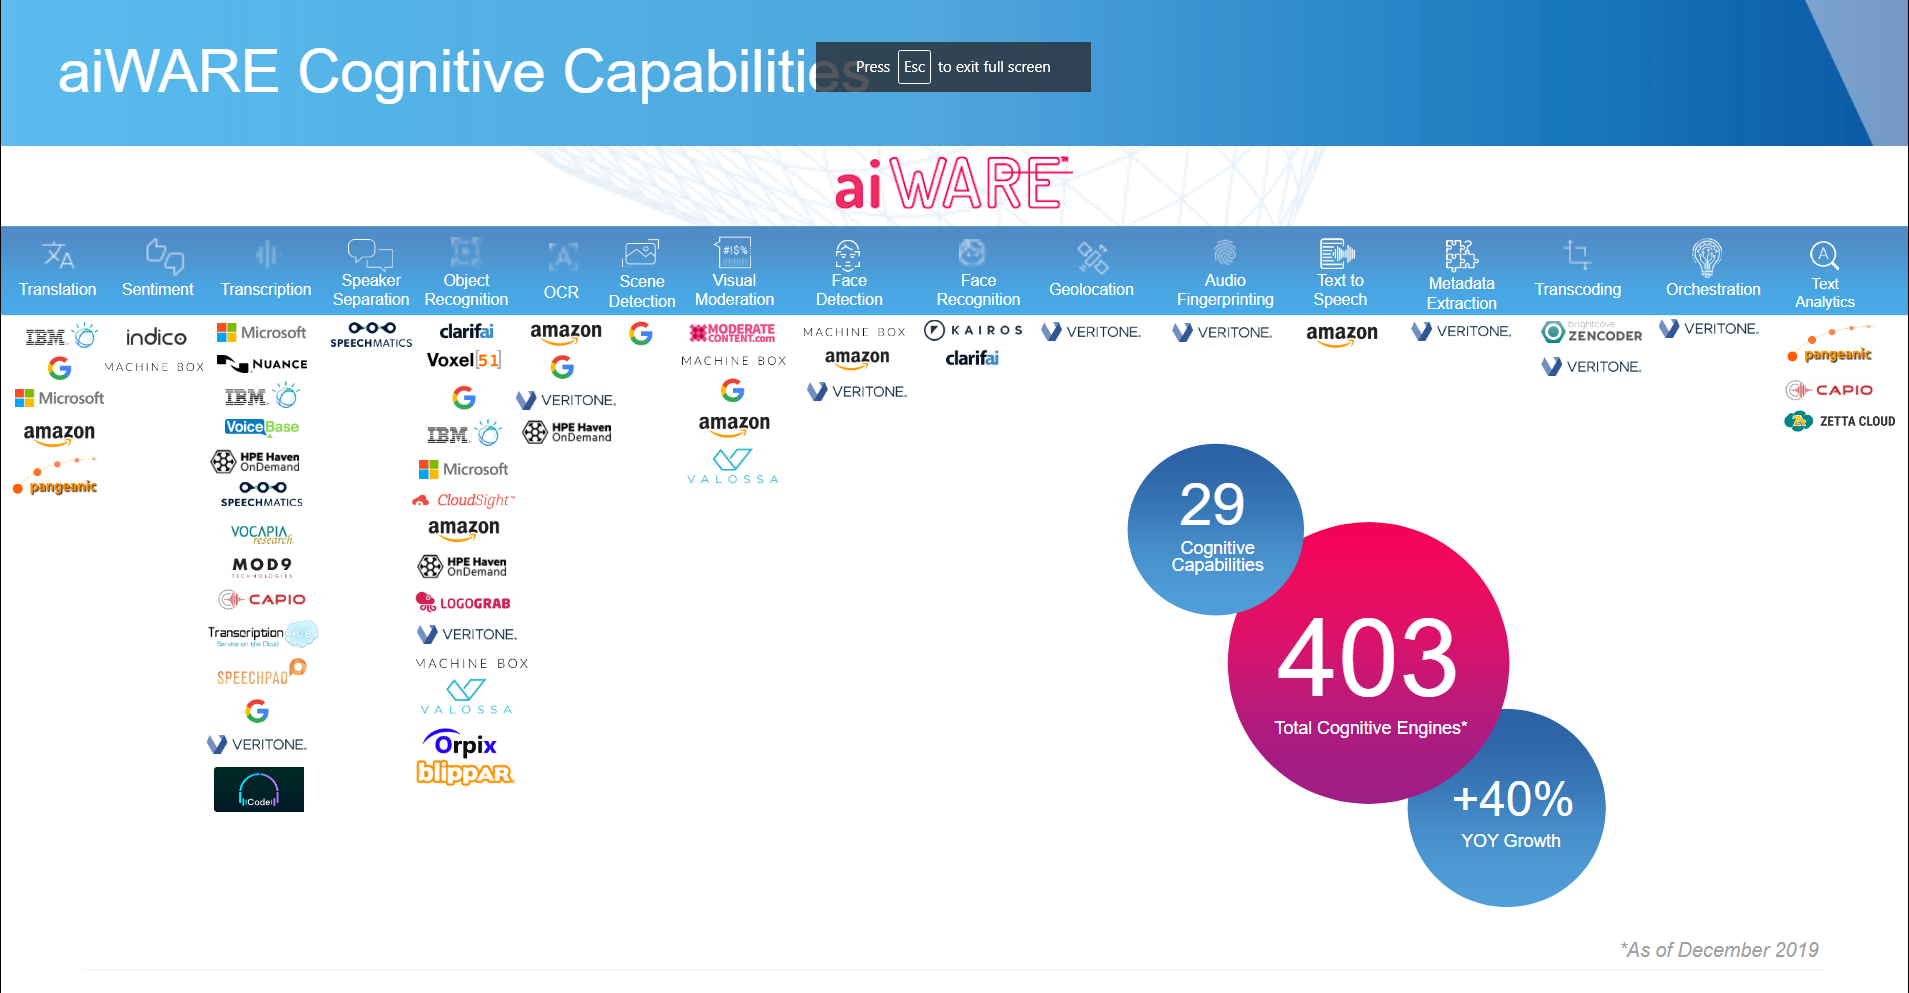 aiWARE Cognitive Capabilities
Press Esc to exit full screen
aiWARE™
Translation
Sentiment
Transcription
Speaker
Separation
Object
Recognition
OCR
Scene
Detection
#!$%
Visual
Moderation
Face
Detection
Face
Recognition
Geolocation
Audio
Fingerprinting
Text to
Speech
Metadata
Extraction
Transcoding
Orchestration
A
Text
Analytics
IBM
G
Microsoft
amazon
pangeanic
indico
MACHINE BOX
Microsoft
NUANCE
IBM
VoiceBase
HPE Haven
OnDemand
SPEECHMATICS
VOCAPIA
research
MOD9
TECHNOLOGIES
CAPIO
Transcription HUB
Service on the Cloud
SPEECHPAD
G
VERITONE.
Code
SPEECHMATICS
clarifai
Voxel[51]
G
IBM
Microsoft
CloudSight™
amazon
HPE Haven
OnDemand
LOGOGRAB
VERITONE.
MACHINE BOX
VALOSSA
Orpix
blippAR
amazon
G
VERITONE.
HPE Haven
OnDemand
G
MODERATE
CONTENT.com
MACHINE BOX
G
amazon
VALOSSA
MACHINE BOX
amazon
VERITONE.
KAIROS
clarifai
VERITONE.
VERITONE.
amazon
VERITONE.
brightcove
ZENCODER
VERITONE.
VERITONE.
pangeanic
CAPIO
ZETTA CLOUD
29
Cognitive
Capabilities
403
Total Cognitive Engines*
+40%
YOY Growth
*As of December 2019